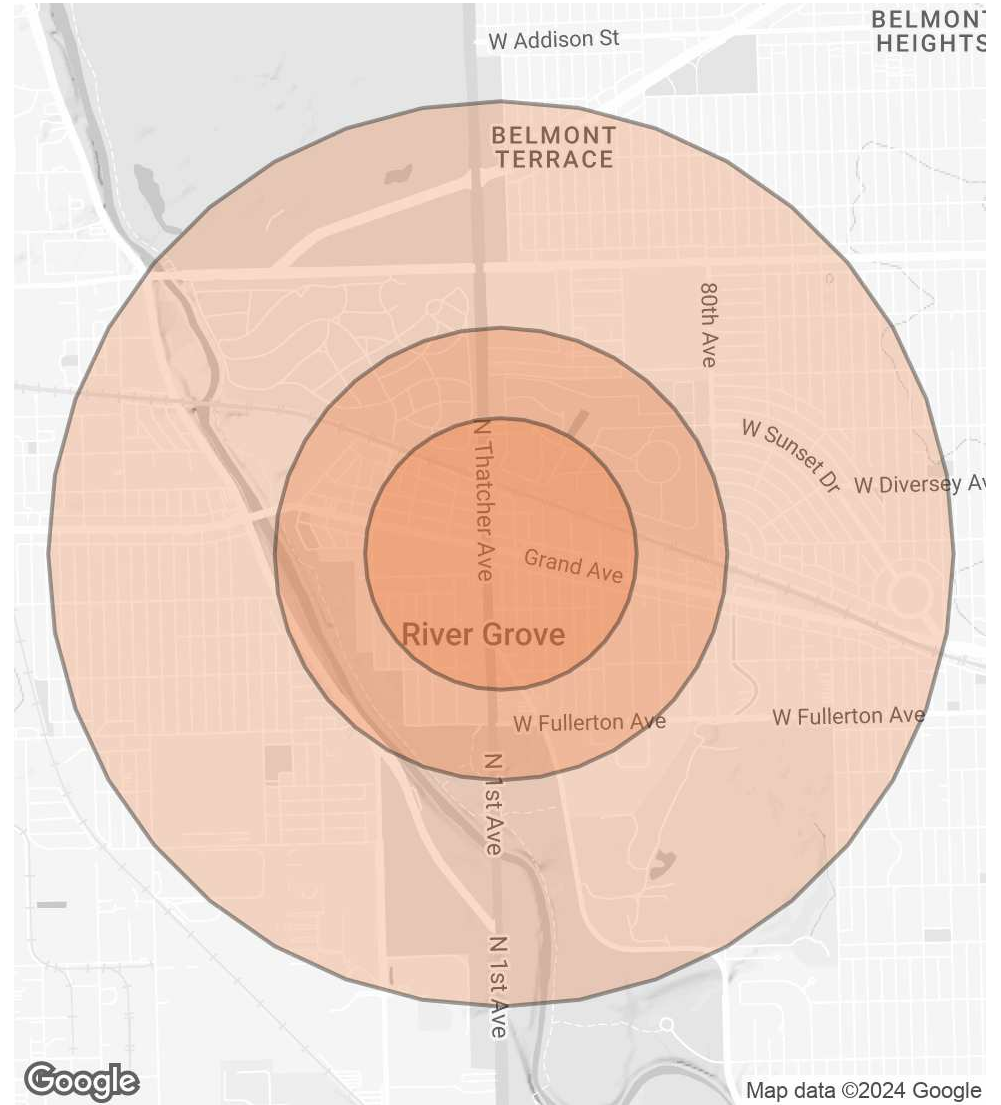 W Addison St
BELMONT
HEIGHTS
BELMONT
TERRACE
80th Ave
N Thatcher Ave
W Sunset Dr
W Diversey Av
Grand Ave
River Grove
W Fullerton Ave
W Fullerton Ave
N 1st Ave
N 1st Ave
Google
Map data ©2024 Google